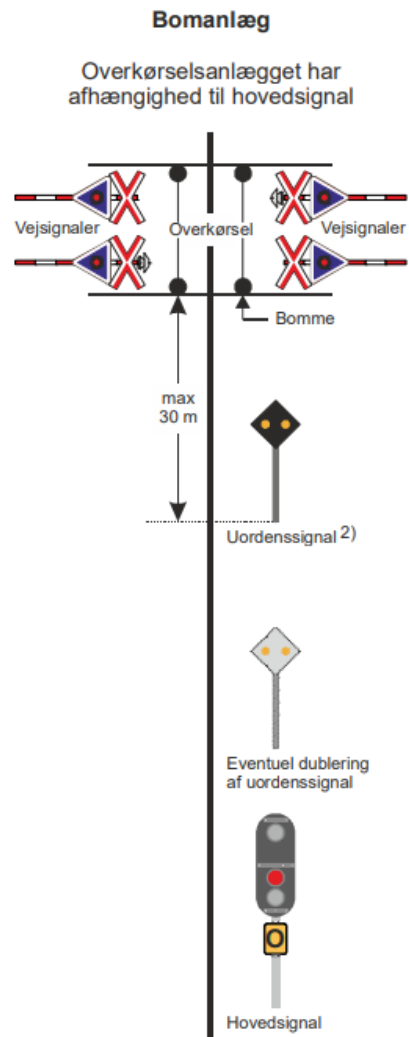 Bomanlæg
Overkørselsanlægget har
afhængighed til hovedsignal
Vejsignaler
Overkørsel
Vejsignaler
Bomme
max
30 m
Uordenssignal 2)
Eventuel dublering
af uordenssignal
O
Hovedsignal